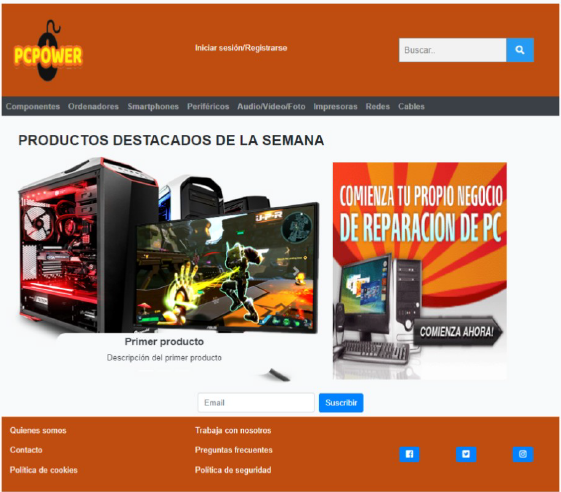 PCPOWER
Iniciar sesión/Registrarse
Buscar..
Componentes Ordenadores Smartphones Periféricos Audio/Video/Foto Impresoras Redes Cables
PRODUCTOS DESTACADOS DE LA SEMANA
COMIENZA TU PROPIO NEGOCIO
DE REPARACION DE PC
COMIENZA AHORA!
Primer producto
Descripción del primer producto
Email
Suscribir
Quienes somos
Trabaja con nosotros
Contacto
Preguntas frecuentes
Política de cookies
Política de seguridad